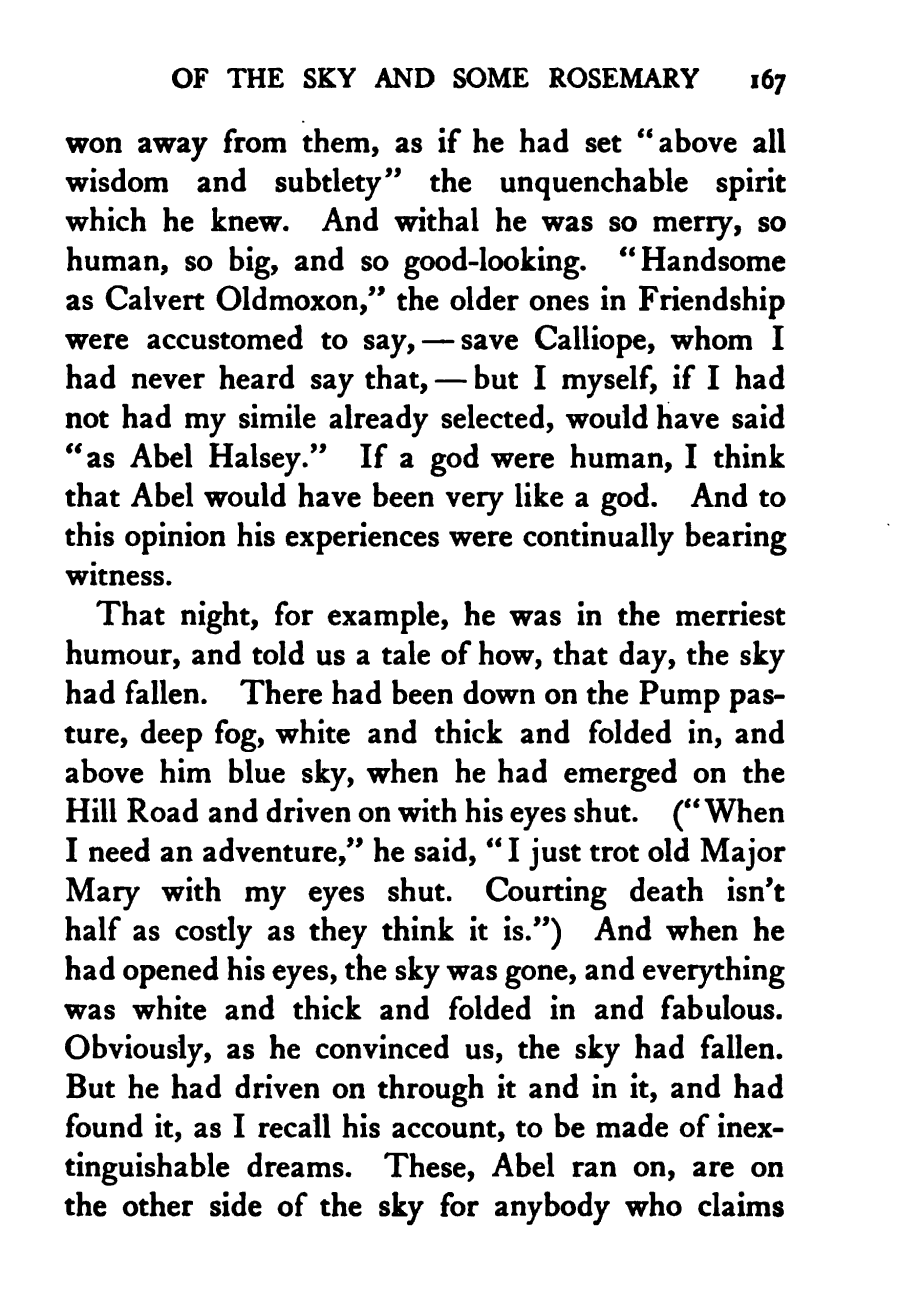 OF THE SKY AND SOME ROSEMARY 167
won away from them, as if he had set "above all
wisdom and subtlety" the unquenchable spirit
which he knew. And withal he was so merry, so
human, so big, and so good-looking. "Handsome
as Calvert Oldmoxon," the older ones in Friendship
were accustomed to say, — save Calliope, whom I
had never heard say that, — but I myself, if I had
not had my simile already selected, would have said
"as Abel Halsey." If a god were human, I think
that Abel would have been very like a god. And to
this opinion his experiences were continually bearing
witness.
That night, for example, he was in the merriest
humour, and told us a tale of how, that day, the sky
had fallen. There had been down on the Pump pas-
ture, deep fog, white and thick and folded in, and
above him blue sky, when he had emerged on the
Hill Road and driven on with his eyes shut. ("When
I need an adventure," he said, "I just trot old Major
Mary with my eyes shut. Courting death isn't
half as costly as they think it is.") And when he
had opened his eyes, the sky was gone, and everything
was white and thick and folded in and fabulous.
Obviously, as he convinced us, the sky had fallen.
But he had driven on through it and in it, and had
found it, as I recall his account, to be made of inex-
tinguishable dreams. These, Abel ran on, are on
the other side of the sky for anybody who claims